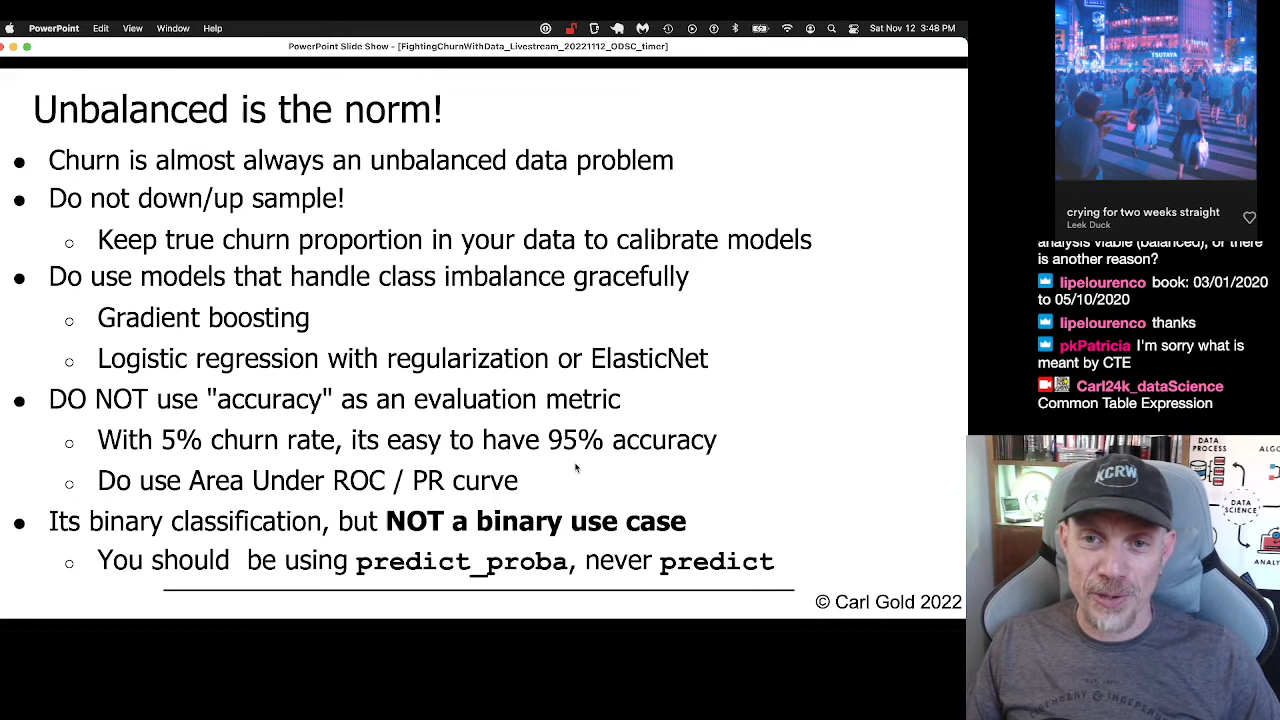 PowerPoint Edit View Window Help
Sat Nov 12 3:48 PM
PowerPoint Slide Show - [FightingChurnWithData_Livestream_20221112_ODSC_timer]
Unbalanced is the norm!
● Churn is almost always an unbalanced data problem
● Do not down/up sample!
○ Keep true churn proportion in your data to calibrate models
● Do use models that handle class imbalance gracefully
○ Gradient boosting
○ Logistic regression with regularization or ElasticNet
● DO NOT use "accuracy" as an evaluation metric
○ With 5% churn rate, its easy to have 95% accuracy
○ Do use Area Under ROC / PR curve
● Its binary classification, but NOT a binary use case
○ You should be using predict_proba, never predict
© Carl Gold 2022
TSUTAYA
crying for two weeks straight
Leek Duck
analysis viable (balanced), or there
is another reason?
lipelourenco book: 03/01/2020
to 05/10/2020
lipelourenco thanks
pkPatricia I'm sorry what is
meant by CTE
Carl24k_dataScience
Common Table Expression
KCRW
DATA
PROCESS
ALGO
DATA
SCIENCE
ANALY
LEGENDARY & INDEPEND